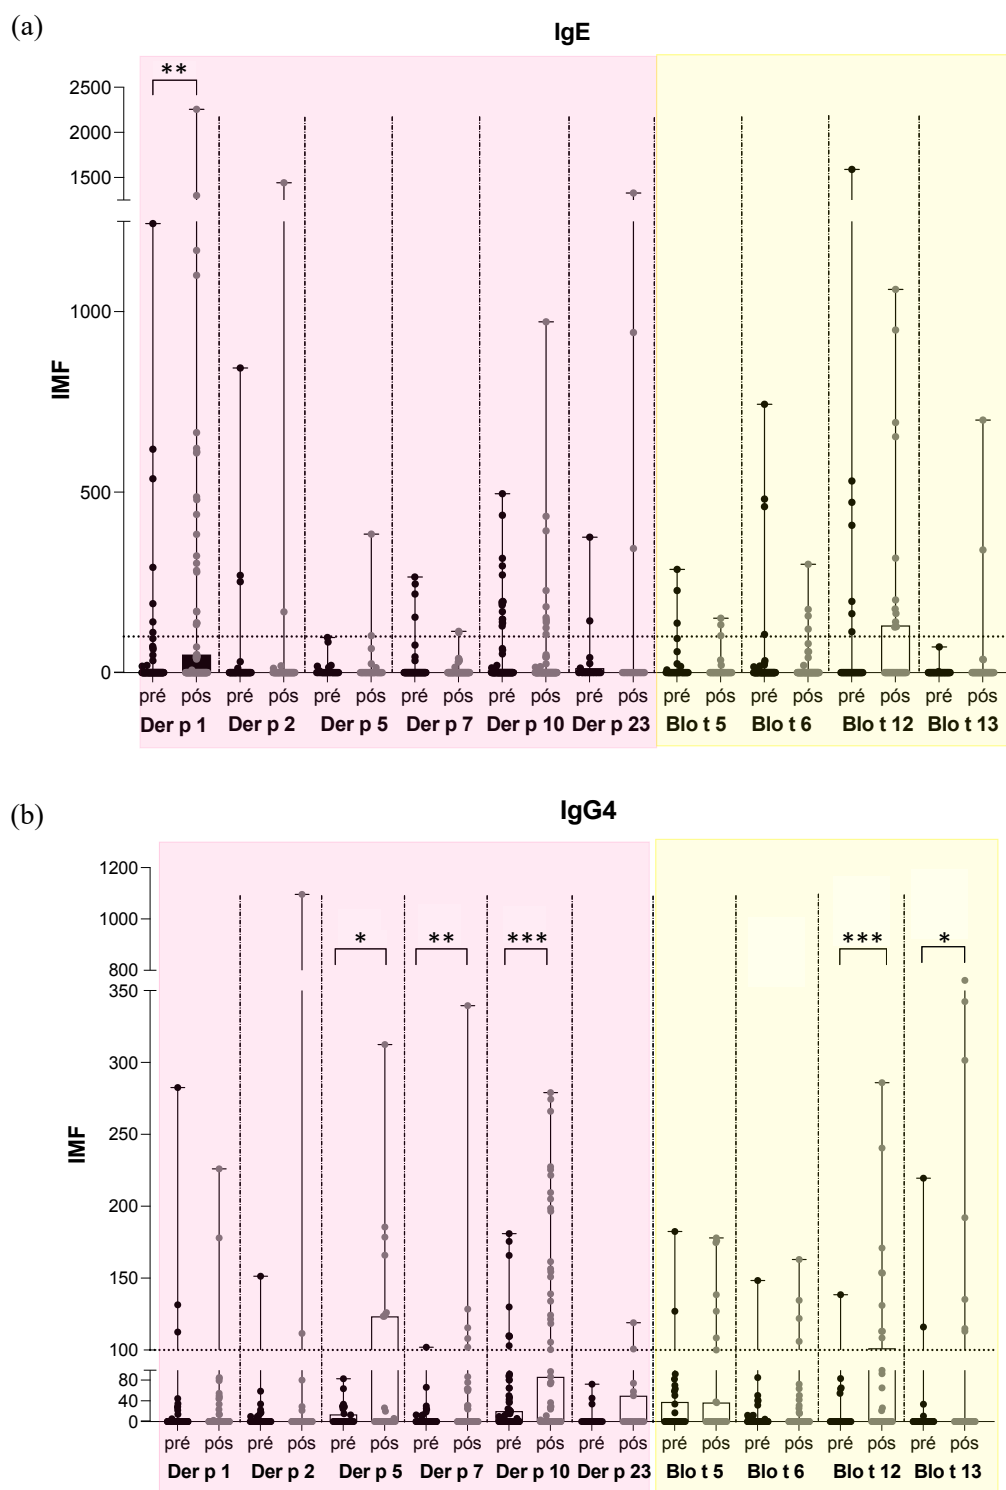 (a)
IgE
**
2500
2000
1500
1000
500
0
IMF
pré pós pré pós pré pós pré pós pré pós pré pós pré pós pré pós pré pós pré pós
Der p 1 Der p 2 Der p 5 Der p 7 Der p 10 Der p 23 Blo t 5 Blo t 6 Blo t 12 Blo t 13
(b)
IgG4
1200
1000
800
* ** *** *** *
350
300
250
200
150
100
80
40
0
IMF
pré pós pré pós pré pós pré pós pré pós pré pós pré pós pré pós pré pós pré pós
Der p 1 Der p 2 Der p 5 Der p 7 Der p 10 Der p 23 Blo t 5 Blo t 6 Blo t 12 Blo t 13